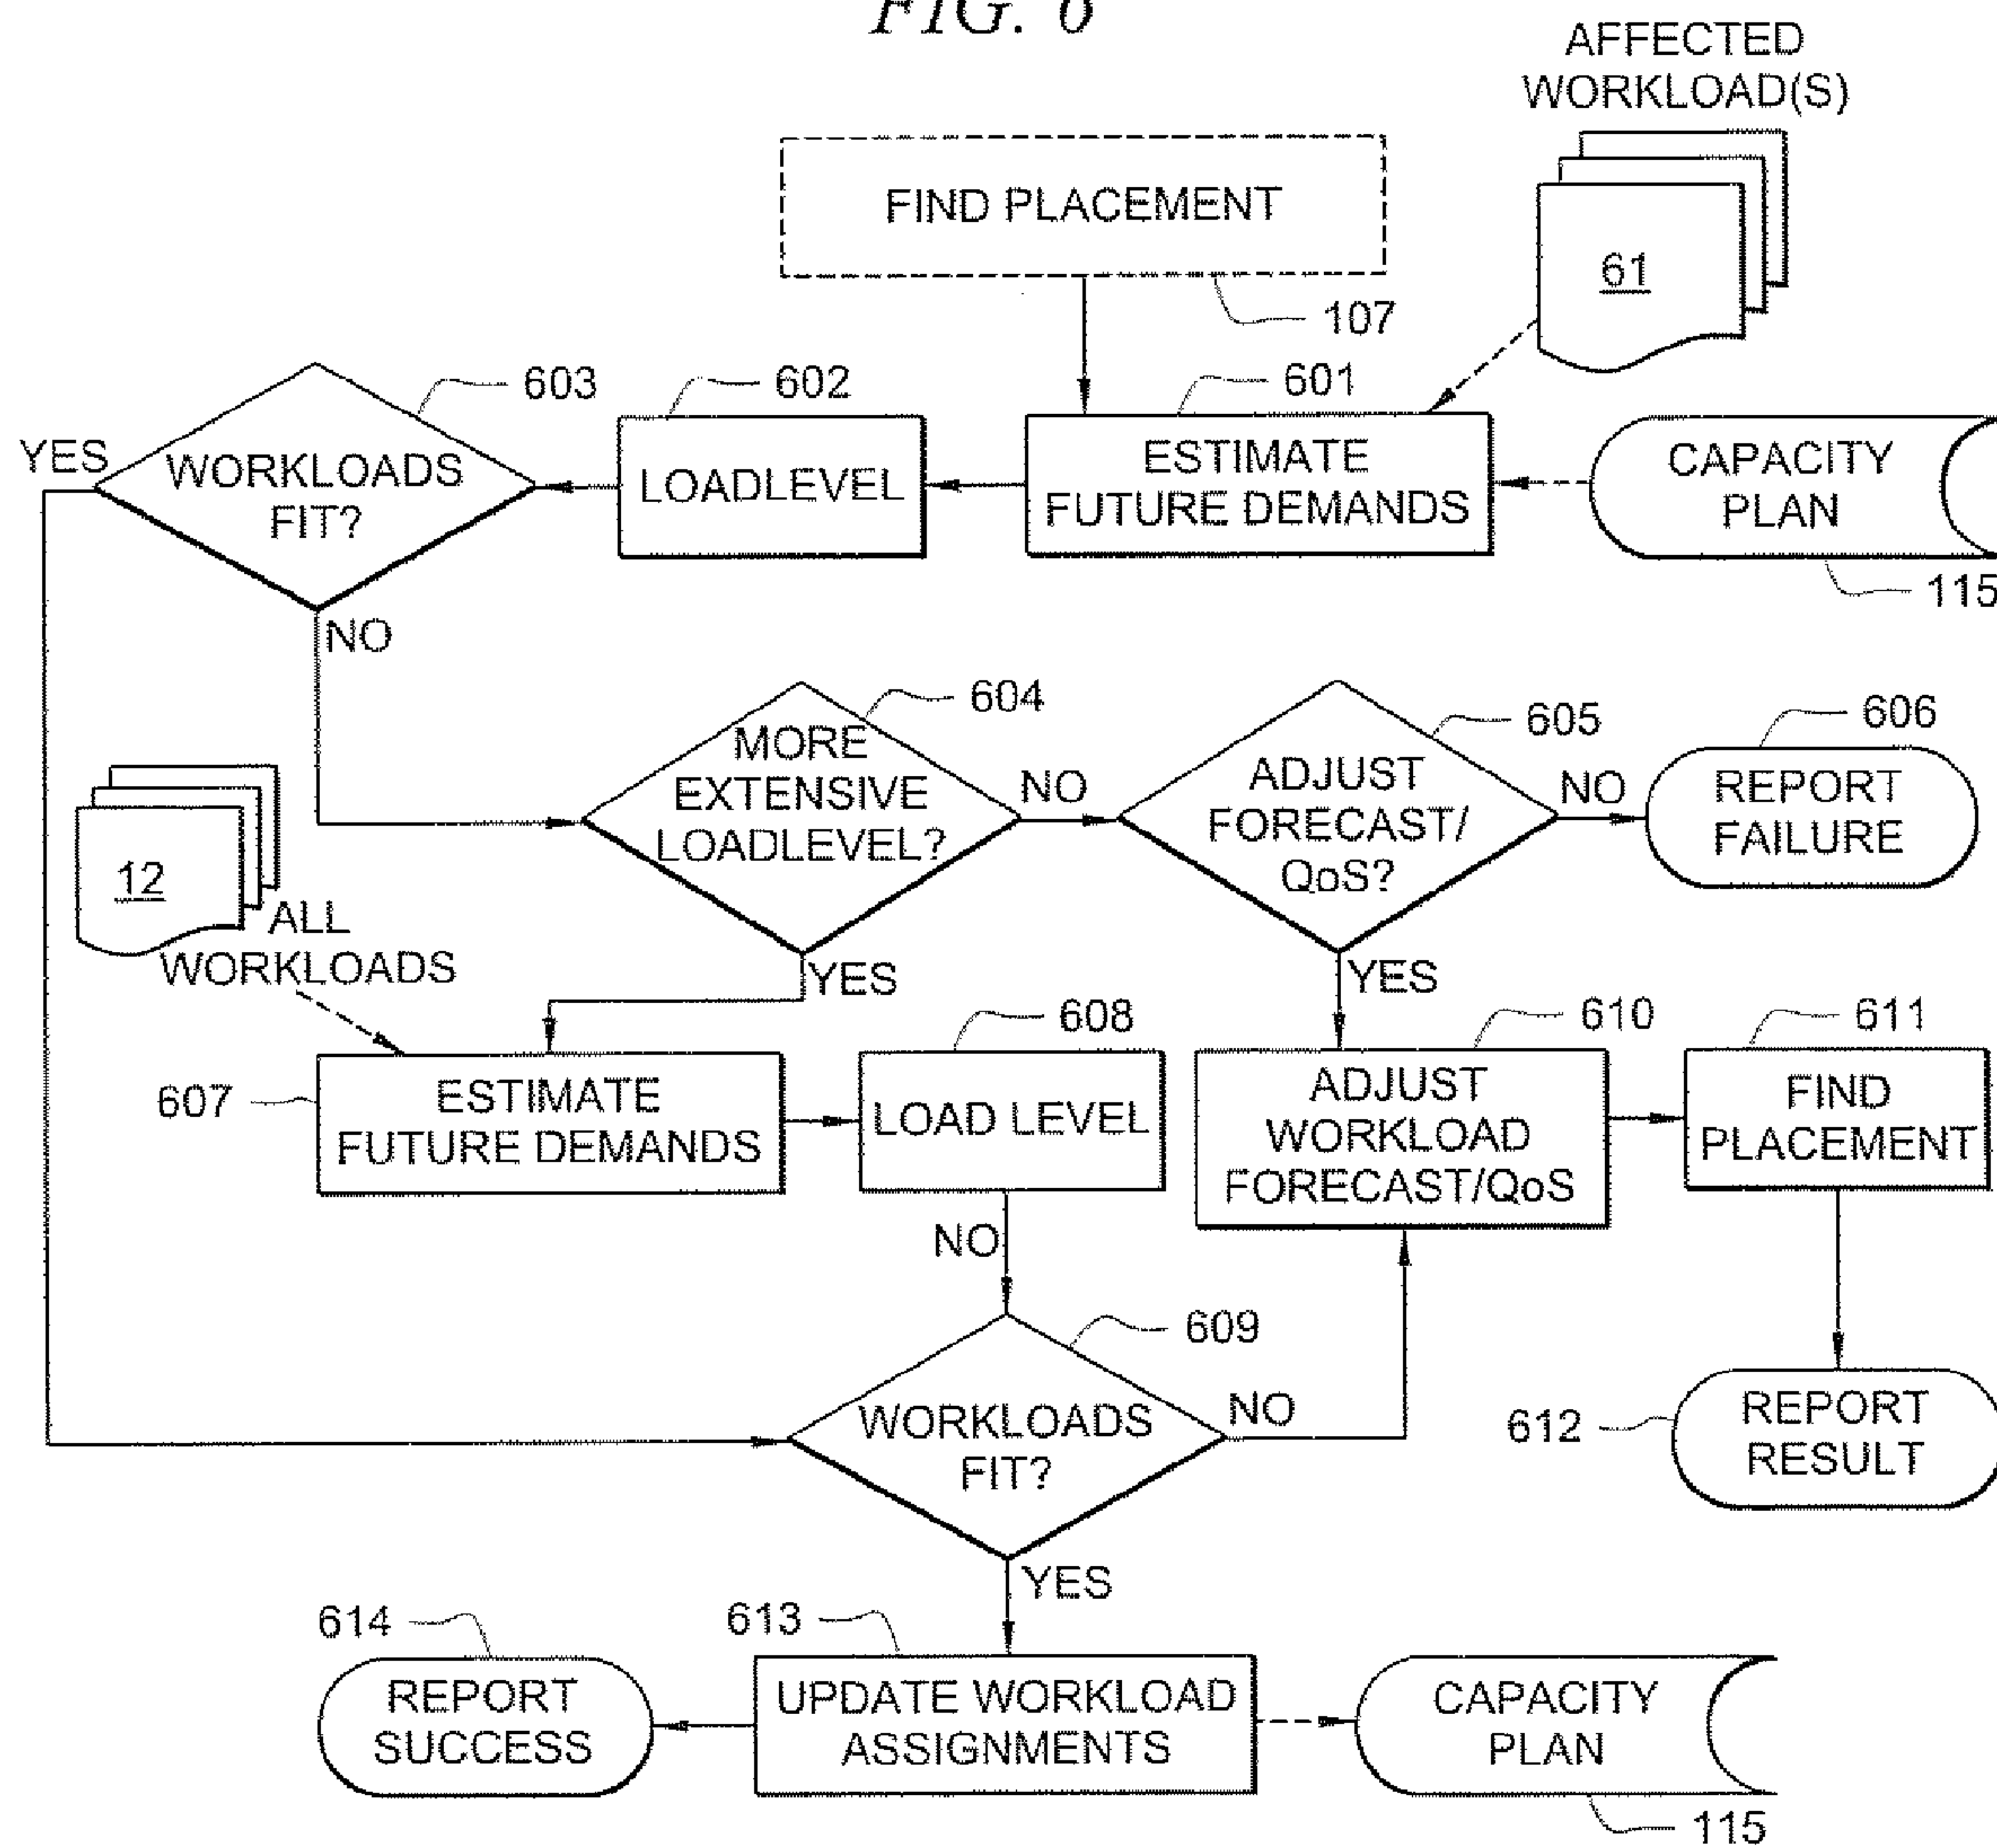 FIG. 6
AFFECTED
WORKLOAD(S)
FIND PLACEMENT
61
107
603
602
601
YES
WORKLOADS
FIT?
LOADLEVEL
ESTIMATE
FUTURE DEMANDS
CAPACITY
PLAN
115
NO
604
605
606
MORE
EXTENSIVE
LOADLEVEL?
NO
ADJUST
FORECAST/
QoS?
NO
REPORT
FAILURE
12
ALL
WORKLOADS
YES
YES
608
610
611
607
ESTIMATE
FUTURE DEMANDS
LOAD LEVEL
ADJUST
WORKLOAD
FORECAST/QoS
FIND
PLACEMENT
NO
609
WORKLOADS
FIT?
NO
612
REPORT
RESULT
YES
614
613
REPORT
SUCCESS
UPDATE WORKLOAD
ASSIGNMENTS
CAPACITY
PLAN
115